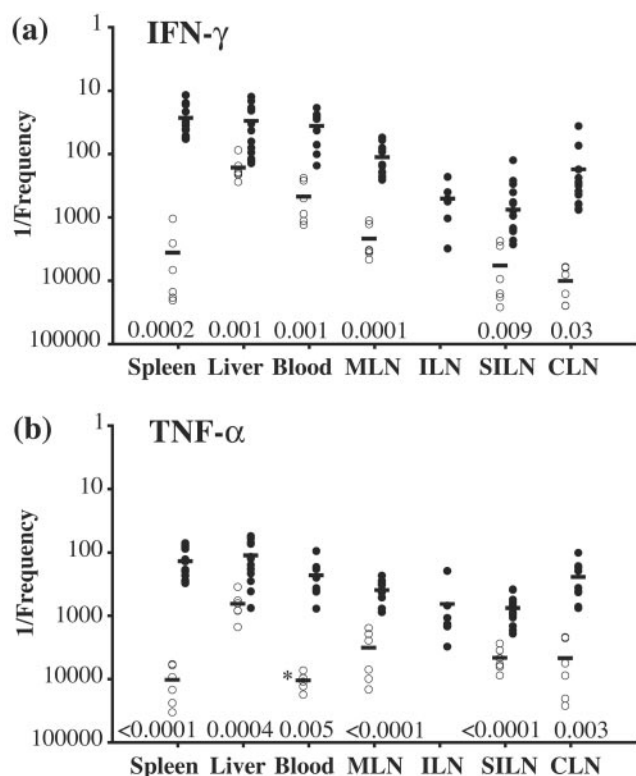 (a) IFN-γ
1
10
100
1000
10000
100000
1/Frequency
0.0002 0.001 0.001 0.0001 0.009 0.03
Spleen Liver Blood MLN ILN SILN CLN
(b) TNF-α
1
10
100
1000
10000
100000
1/Frequency
*
<0.0001 0.0004 0.005 <0.0001 <0.0001 0.003
Spleen Liver Blood MLN ILN SILN CLN